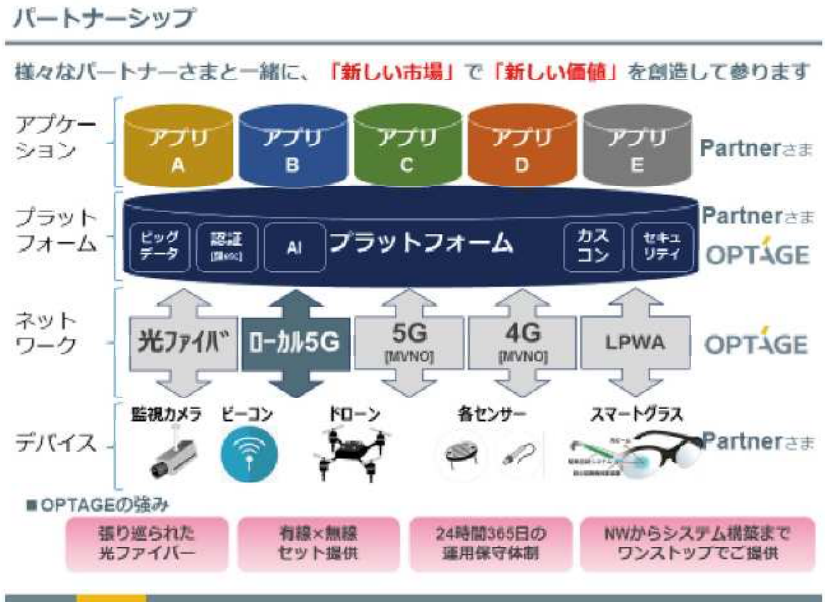 パートナーシップ
様々なパートナーさまと一緒に、「新しい市場」で「新しい価値」を創造して参ります
アプケー
ション
アプリ
A
アプリ
B
アプリ
C
アプリ
D
アプリ
E
Partnerさま
プラット
フォーム
ビッグ
データ
認証
AI
プラットフォーム
カス
コン
セキュ
リティ
Partnerさま
OPTAGE
ネット
ワーク
光ファイバ
ローカル5G
5G
[MVNO]
4G
[MVNO]
LPWA
OPTAGE
デバイス
監視カメラ
ビーコン
ドローン
各センサー
スマートグラス
Partnerさま
■OPTAGEの強み
張り巡られた
光ファイバー
有線×無線
セット提供
24時間365日の
運用保守体制
NWからシステム構築まで
ワンストップでご提供